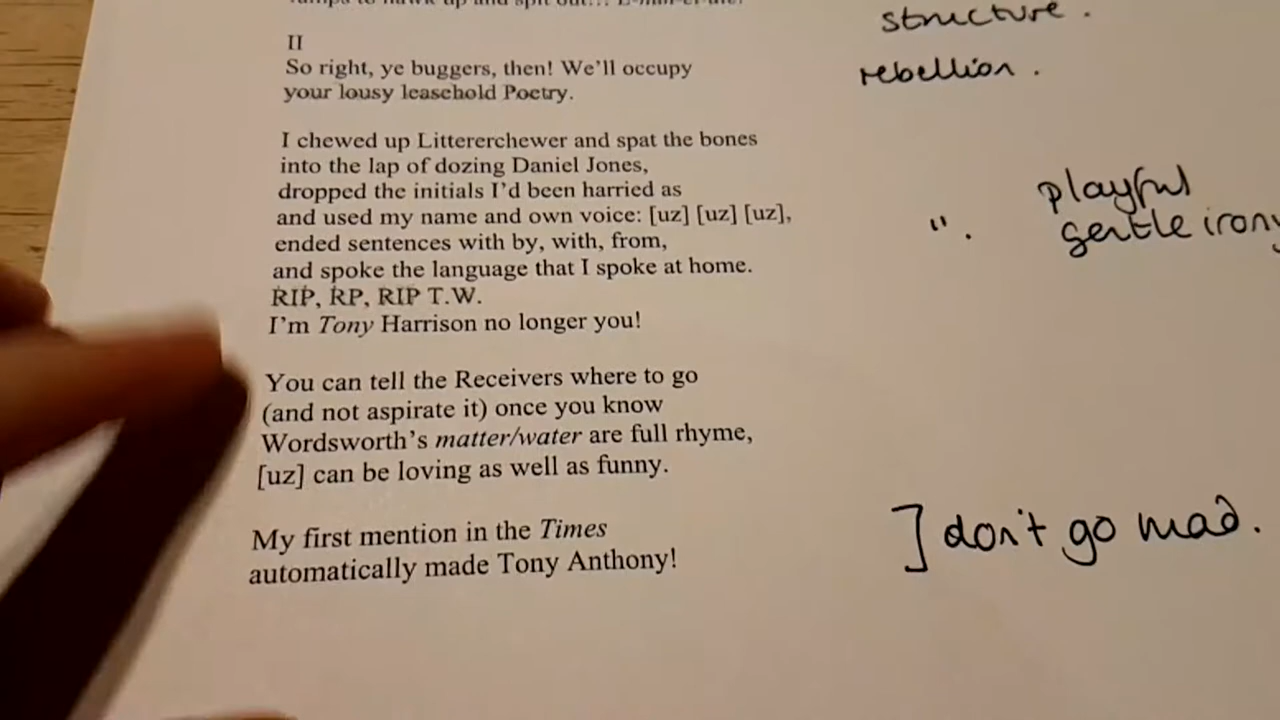 structure.
II
So right, ye buggers, then! We'll occupy
your lousy leasehold Poetry.
rebellion.
I chewed up Littererchewer and spat the bones
into the lap of dozing Daniel Jones,
dropped the initials I'd been harried as
and used my name and own voice: [uz] [uz] [uz],
ended sentences with by, with, from,
and spoke the language that I spoke at home.
RIP, RP, RIP T.W.
I'm Tony Harrison no longer you!
". playful
gentle irony
You can tell the Receivers where to go
(and not aspirate it) once you know
Wordsworth's matter/water are full rhyme,
[uz] can be loving as well as funny.
My first mention in the Times
automatically made Tony Anthony!
] don't go mad.